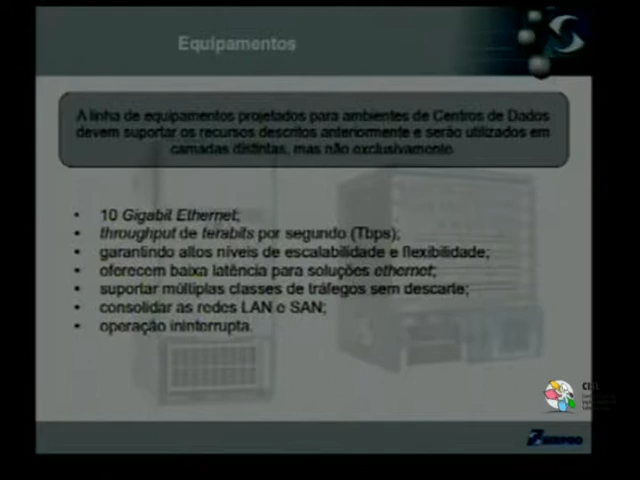 Equipamentos
A linha de equipamentos projetados para ambientes de Centros de Dados
devem suportar os recursos descritos anteriormente e serão utilizados em
camadas distintas, mas não exclusivamente.
• 10 Gigabit Ethernet;
• throughput de terabits por segundo (Tbps);
• garantindo altos níveis de escalabilidade e flexibilidade;
• oferecem baixa latência para soluções ethernet;
• suportar múltiplas classes de tráfegos sem descarte;
• consolidar as redes LAN e SAN;
• operação ininterrupta.
SERPRO